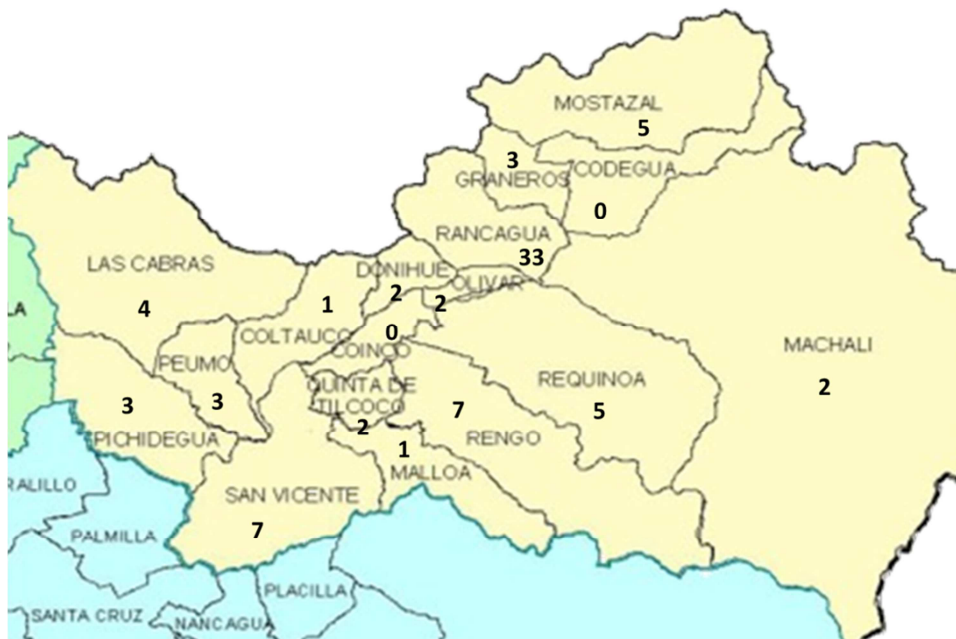 MOSTAZAL
5
3
GRANEROS
CODEGUA
0
RANCAGUA
33
LAS CABRAS
4
DONIHUE
2
OLIVAR
2
1
COLTAUCO
0
COINCO
MACHALI
2
PEUMO
3
REQUINOA
5
QUINTA DE
TILCOCO
2
3
PICHIDEGUA
7
RENGO
1
MALLOA
SAN VICENTE
7
LA
RALILLO
PALMILLA
PLACILLA
SANTA CRUZ
NANCAGUA